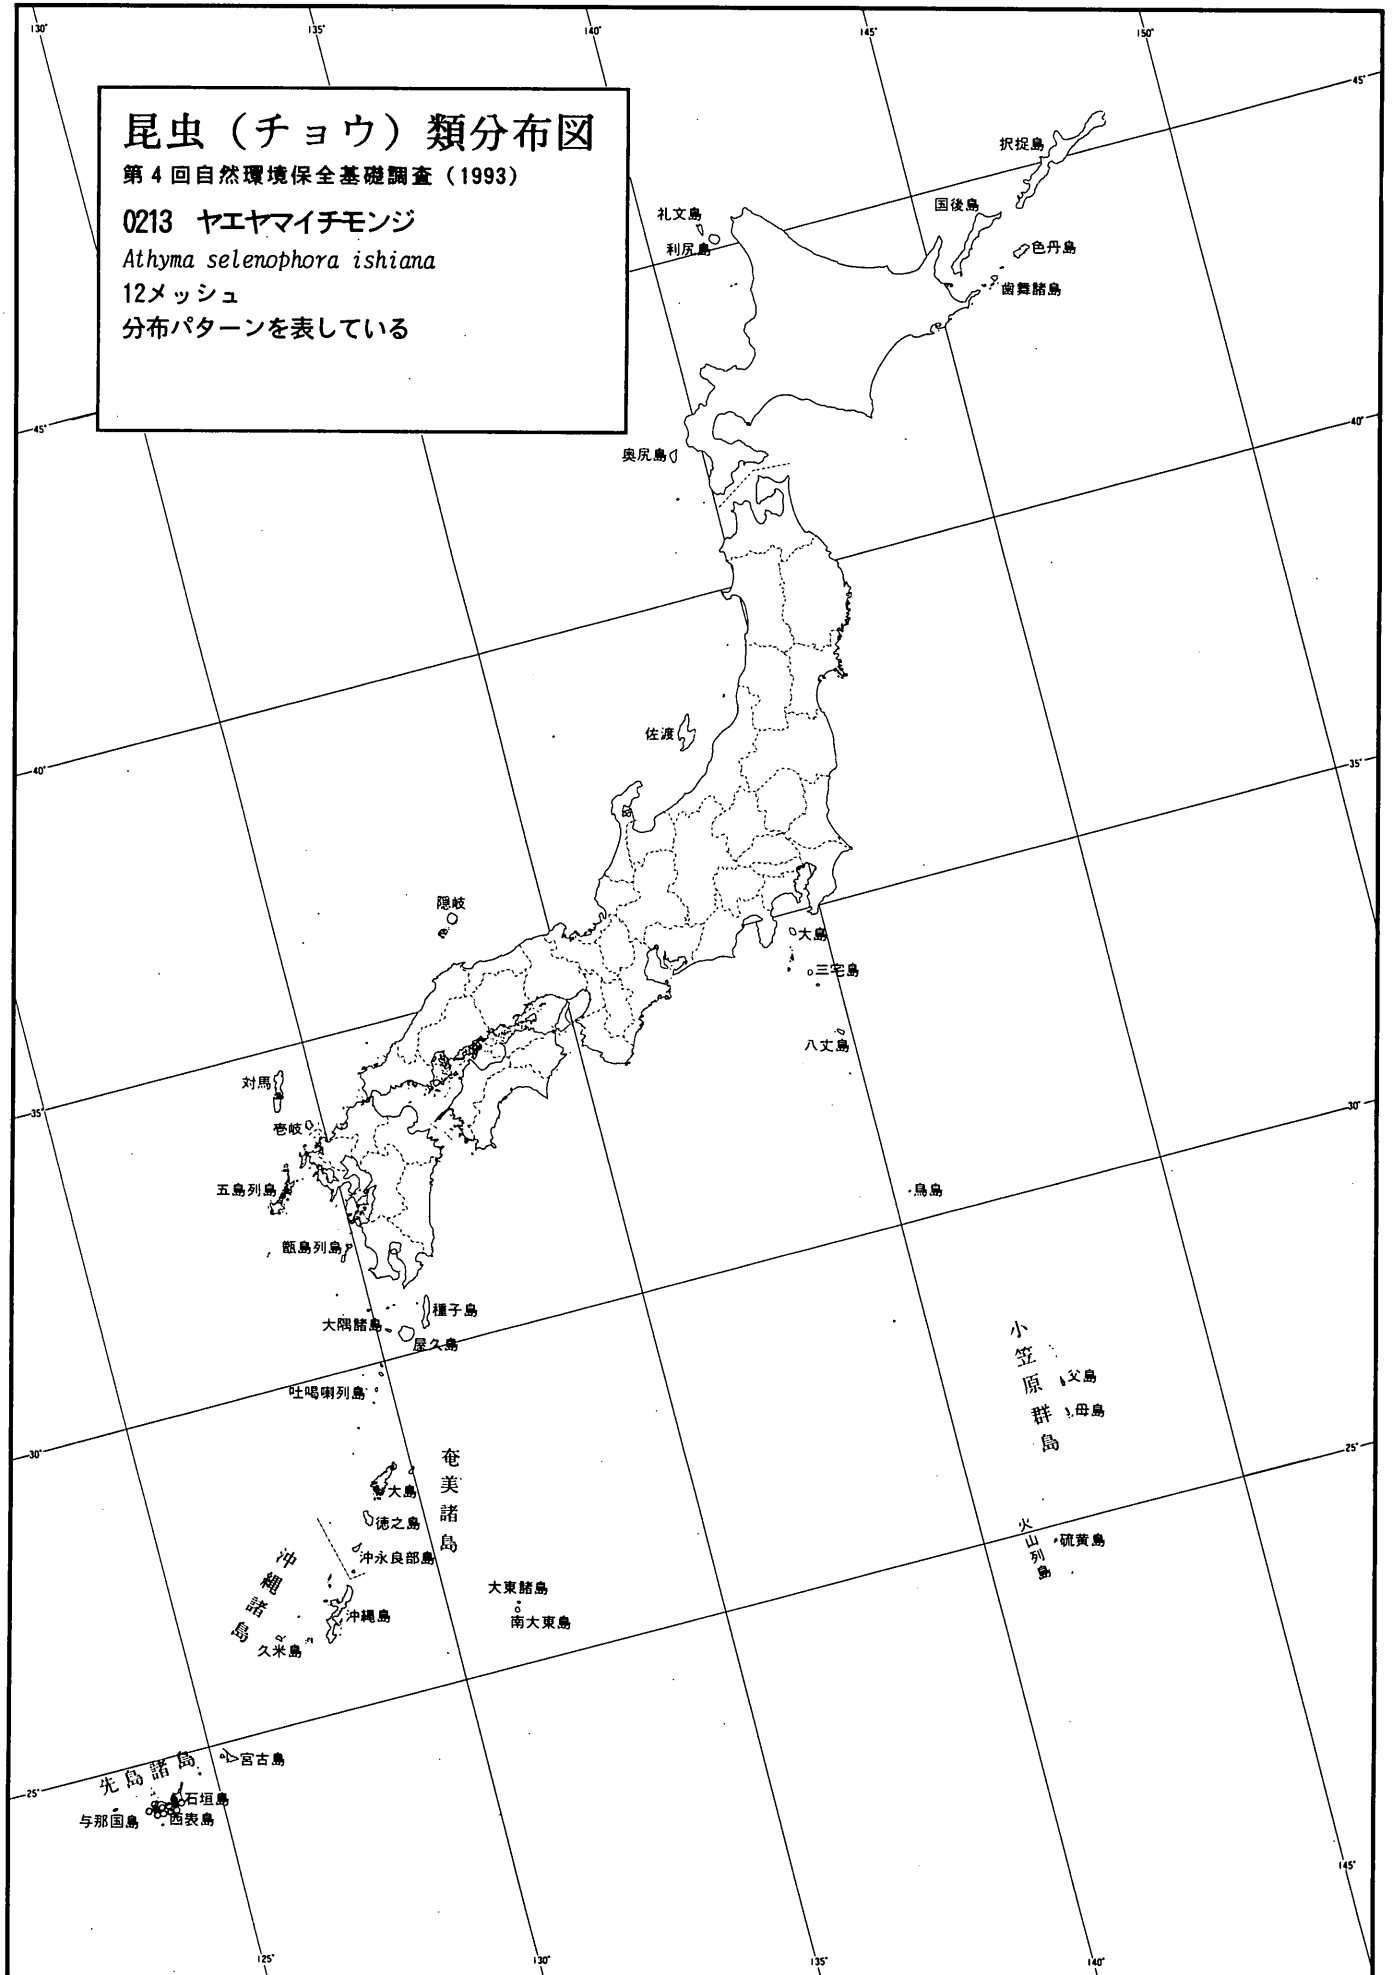 130°
135°
140°
145°
150°
45°
昆虫（チョウ）類分布図
第4回自然環境保全基礎調査（1993）
0213　ヤエヤマイチモンジ
Athyma selenophora ishiana
12メッシュ
分布パターンを表している
択捉島
国後島
礼文島
利尻島
色丹島
歯舞諸島
40°
45°
奥尻島
佐渡
35°
40°
隠岐
大島
三宅島
八丈島
対馬
35°
壱岐
30°
五島列島
鳥島
甑島列島
種子島
大隅諸島
屋久島
小笠原群島
父島
吐噶喇列島
母島
25°
30°
奄美諸島
大島
徳之島
火山列島
硫黄島
沖永良部島
沖縄諸島
大東諸島
沖縄島
南大東島
久米島
先島諸島
宮古島
25°
石垣島
与那国島
西表島
145°
125°
130°
135°
140°